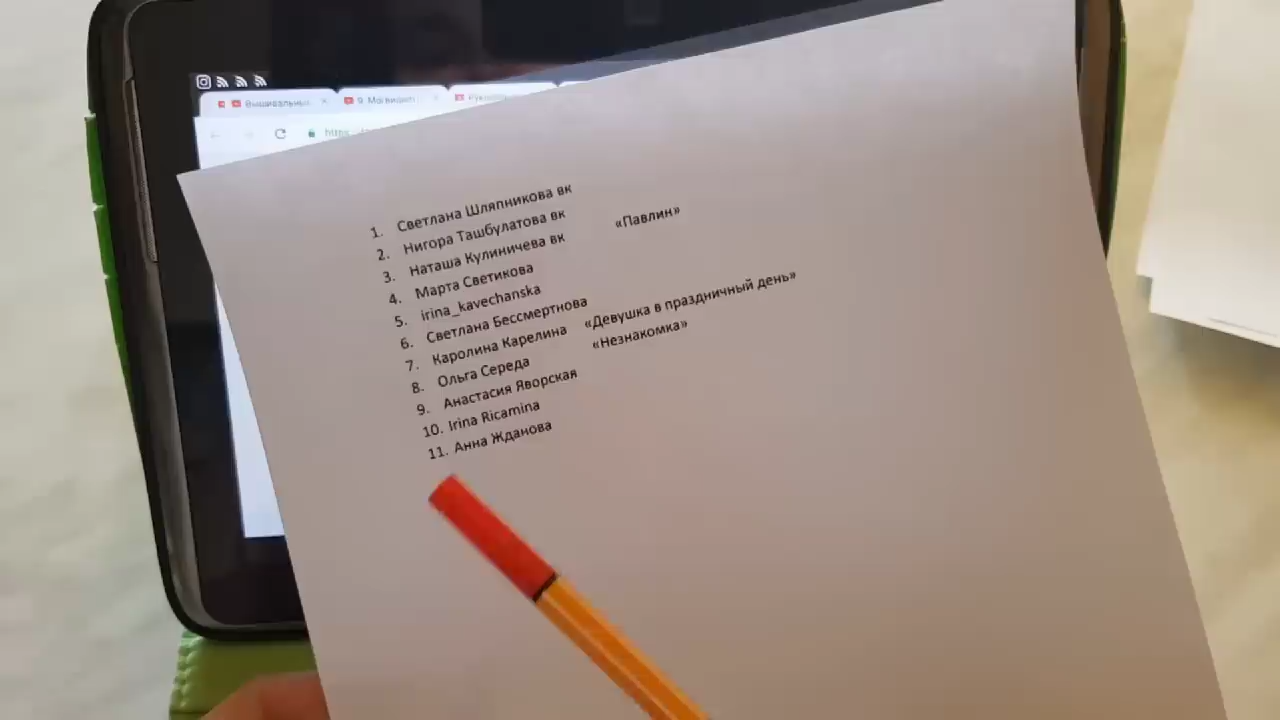 Вышивальны
https
1. Светлана Шляпникова вк
2. Нигора Ташбулатова вк
3. Наташа Кулиничева вк «Павлин»
4. Марта Светикова
5. irina_kavechanska
6. Светлана Бессмертнова
7. Каролина Карелина «Девушка в праздничный день»
8. Ольга Середа «Незнакомка»
9. Анастасия Яворская
10. Irina Ricamina
11. Анна Жданова